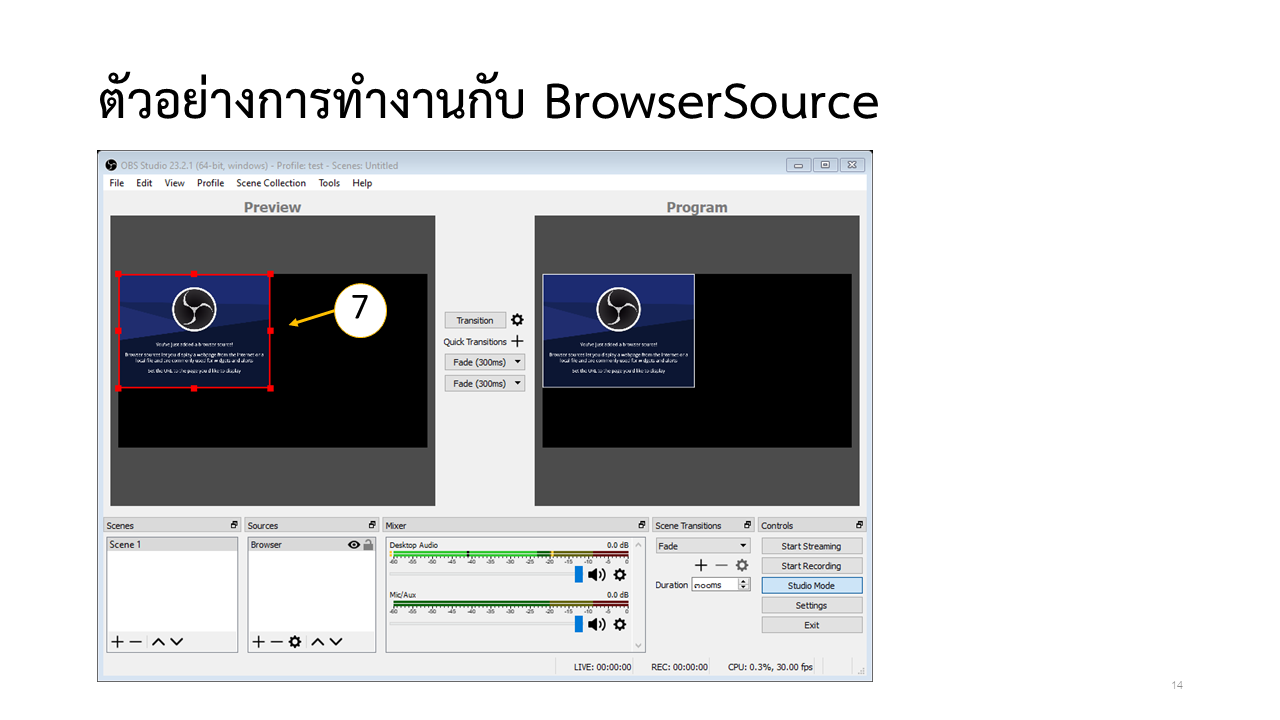 ตัวอย่างการทำงานกับ BrowserSource
OBS Studio 23.2.1 (64-bit, windows) - Profile: test - Scenes: Untitled
File Edit View Profile Scene Collection Tools Help
Preview
Program
You've just added a browser source!
Browser sources let you display a webpage from the Internet or a
local file and are commonly used for widgets and alerts
Set the URL to the page you'd like to display
7
Transition
Quick Transitions
Fade (300ms)
Fade (300ms)
You've just added a browser source!
Browser sources let you display a webpage from the Internet or a
local file and are commonly used for widgets and alerts
Set the URL to the page you'd like to display
Scenes
Scene 1
Sources
Browser
Mixer
Desktop Audio 0.0 dB
-60 -55 -50 -45 -40 -35 -30 -25 -20 -15 -10 -5 0
Mic/Aux 0.0 dB
-60 -55 -50 -45 -40 -35 -30 -25 -20 -15 -10 -5 0
Scene Transitions
Fade
Duration ๓๐๐ms
Controls
Start Streaming
Start Recording
Studio Mode
Settings
Exit
LIVE: 00:00:00 REC: 00:00:00 CPU: 0.3%, 30.00 fps
14